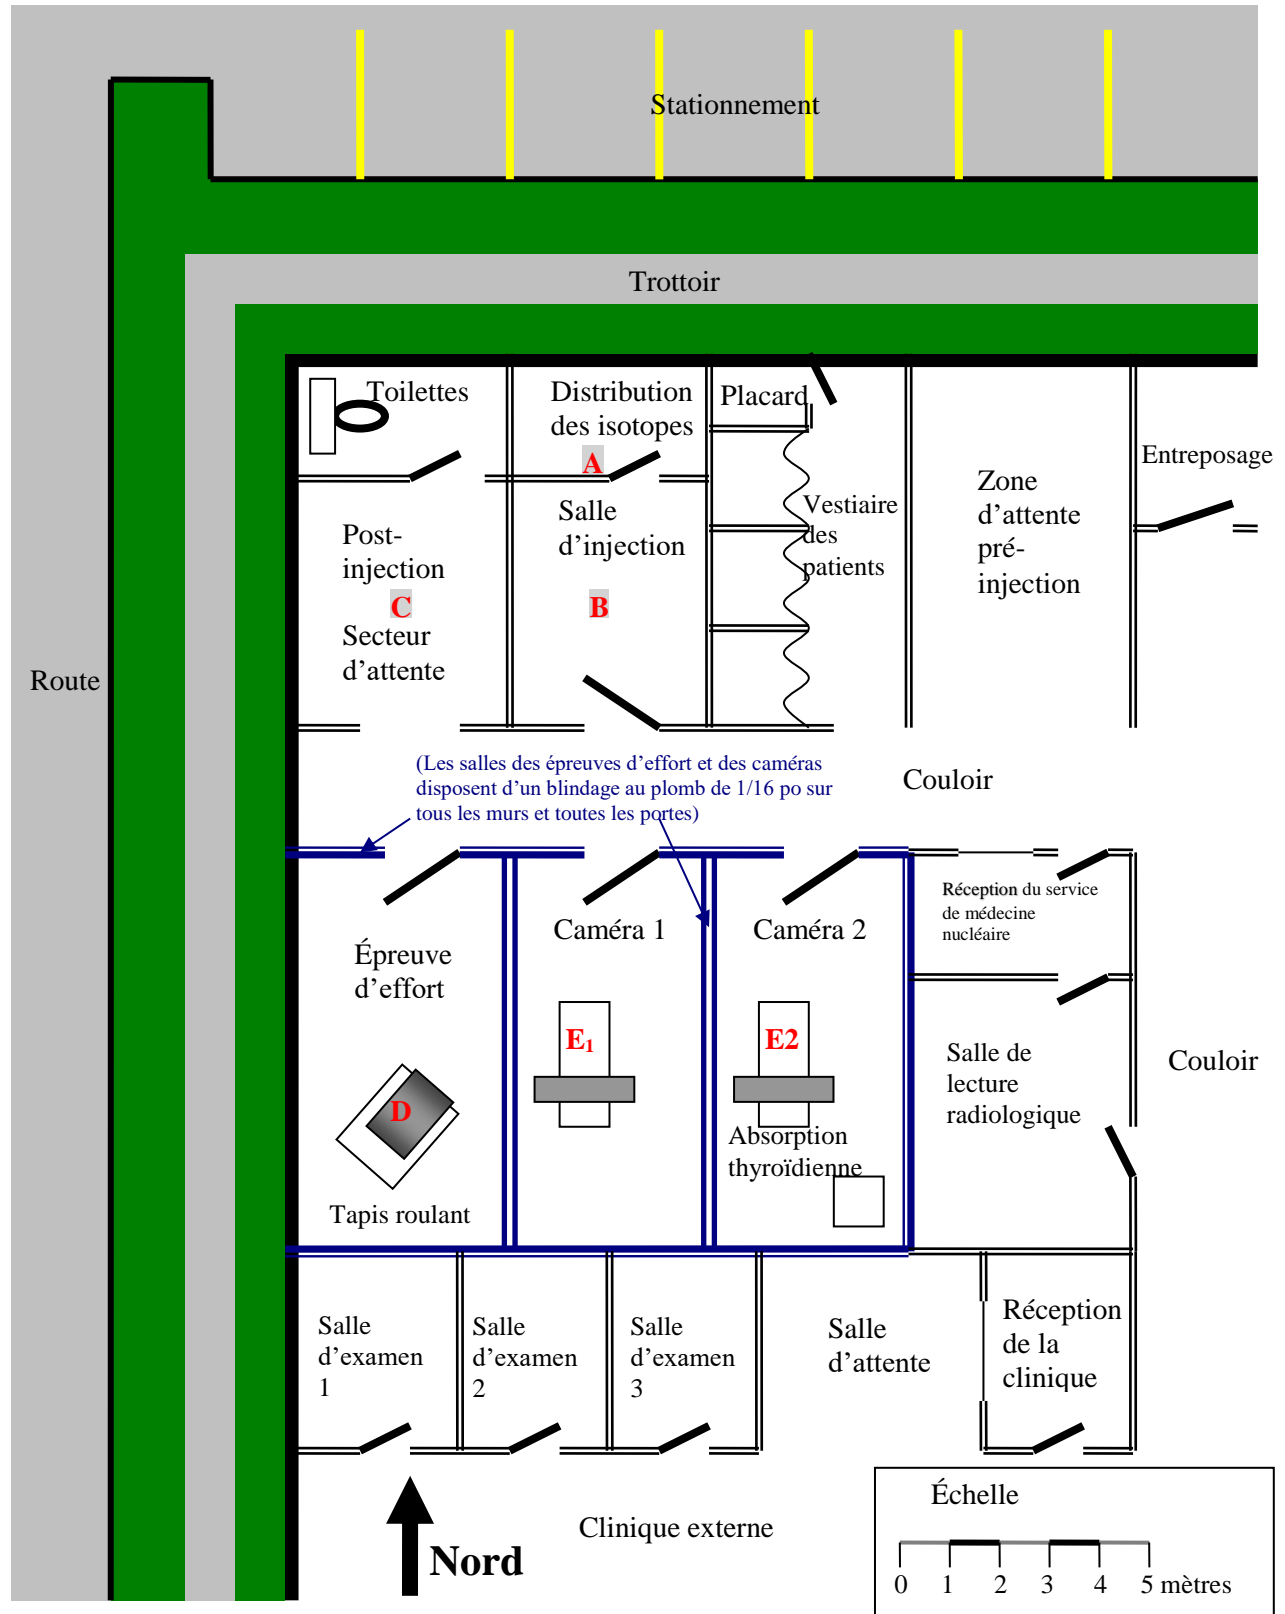 Stationnement
Trottoir
Toilettes
Distribution
des isotopes
A
Placard
Entreposage
Post-
injection
C
Secteur
d’attente
Salle
d’injection
B
Vestiaire
des
patients
Zone
d’attente
pré-
injection
Route
(Les salles des épreuves d’effort et des caméras
disposent d’un blindage au plomb de 1/16 po sur
tous les murs et toutes les portes)
Couloir
Épreuve
d’effort
D
Tapis roulant
Caméra 1
E1
Caméra 2
E2
Absorption
thyroïdienne
Réception du service
de médecine
nucléaire
Salle de
lecture
radiologique
Couloir
Salle
d’examen
1
Salle
d’examen
2
Salle
d’examen
3
Salle
d’attente
Réception
de la
clinique
Nord
Clinique externe
Échelle
0 1 2 3 4 5 mètres